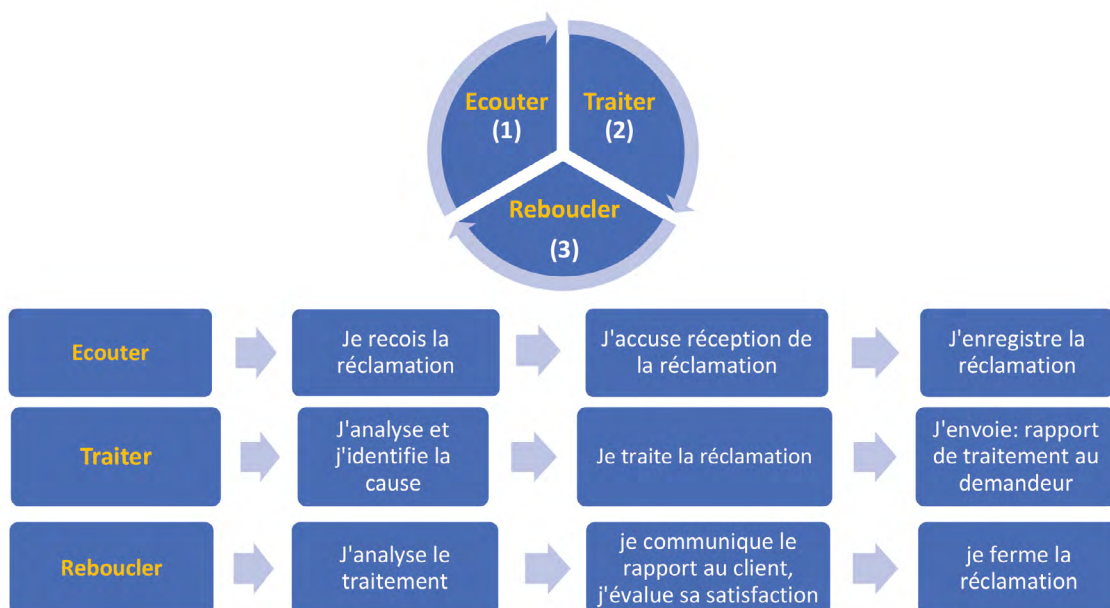 Ecouter
(1)
Traiter
(2)
Reboucler
(3)
Ecouter
Je recois la
réclamation
J'accuse réception de
la réclamation
J'enregistre la
réclamation
Traiter
J'analyse et
j'identifie la
cause
Je traite la réclamation
J'envoie: rapport
de traitement au
demandeur
Reboucler
J'analyse le
traitement
je communique le
rapport au client,
j'évalue sa satisfaction
je ferme la
réclamation